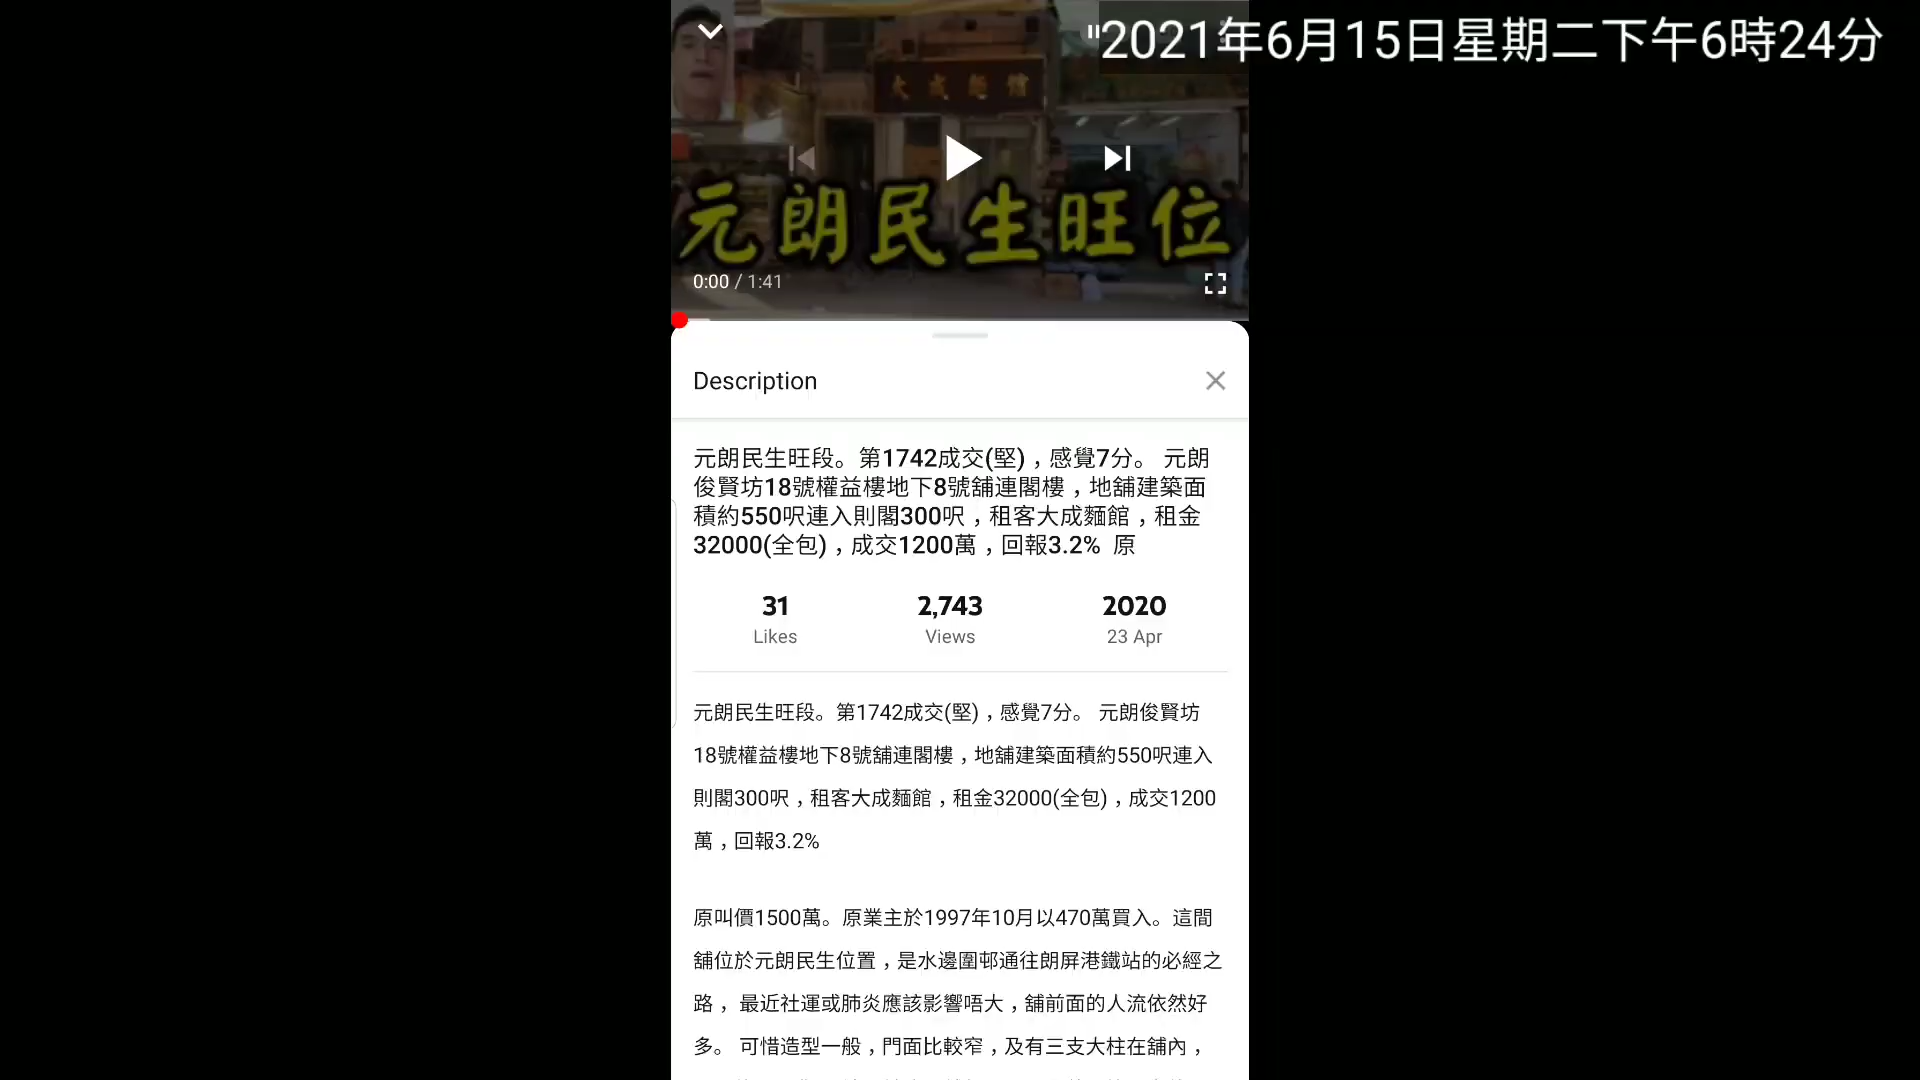 "2021年6月15日星期二下午6時24分
大成麵館
元朗民生旺位
0:00 / 1:41
Description
元朗民生旺段。第1742成交(堅)，感覺7分。 元朗
俊賢坊18號權益樓地下8號舖連閣樓，地舖建築面
積約550呎連入則閣300呎，租客大成麵館，租金
32000(全包)，成交1200萬，回報3.2% 原
31
2,743
2020
Likes
Views
23 Apr
元朗民生旺段。第1742成交(堅)，感覺7分。 元朗俊賢坊
18號權益樓地下8號舖連閣樓，地舖建築面積約550呎連入
則閣300呎，租客大成麵館，租金32000(全包)，成交1200
萬，回報3.2%
原叫價1500萬。原業主於1997年10月以470萬買入。這間
舖位於元朗民生位置，是水邊圍邨通往朗屏港鐵站的必經之
路， 最近社運或肺炎應該影響唔大，舖前面的人流依然好
多。 可惜造型一般，門面比較窄，及有三支大柱在舖內，